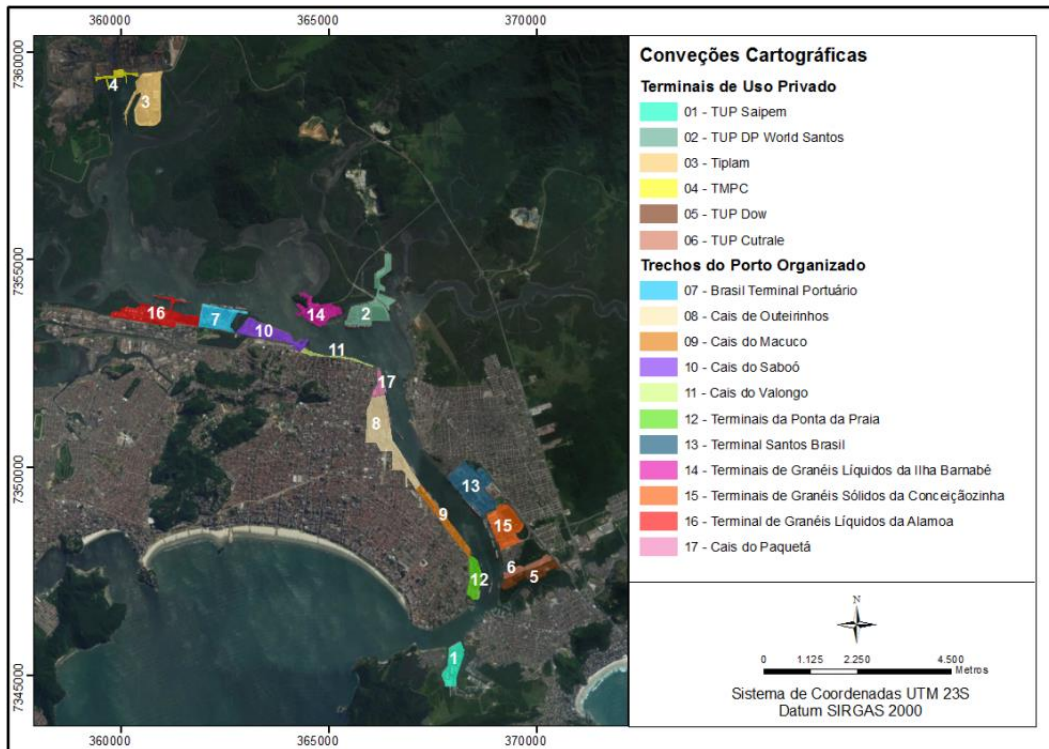 360000 365000 370000
7360000
7355000
7350000
7345000
4
3
16
7
10
14
2
11
17
8
13
9
15
6
5
12
1
360000 365000 370000
Conveções Cartográficas
Terminais de Uso Privado
01 - TUP Saipem
02 - TUP DP World Santos
03 - Tiplam
04 - TMPC
05 - TUP Dow
06 - TUP Cutrale
Trechos do Porto Organizado
07 - Brasil Terminal Portuário
08 - Cais de Outeirinhos
09 - Cais do Macuco
10 - Cais do Saboó
11 - Cais do Valongo
12 - Terminais da Ponta da Praia
13 - Terminal Santos Brasil
14 - Terminais de Granéis Líquidos da Ilha Barnabé
15 - Terminais de Granéis Sólidos da Conceiçãozinha
16 - Terminal de Granéis Líquidos da Alamoa
17 - Cais do Paquetá
N
0 1.125 2.250 4.500
Metros
Sistema de Coordenadas UTM 23S
Datum SIRGAS 2000